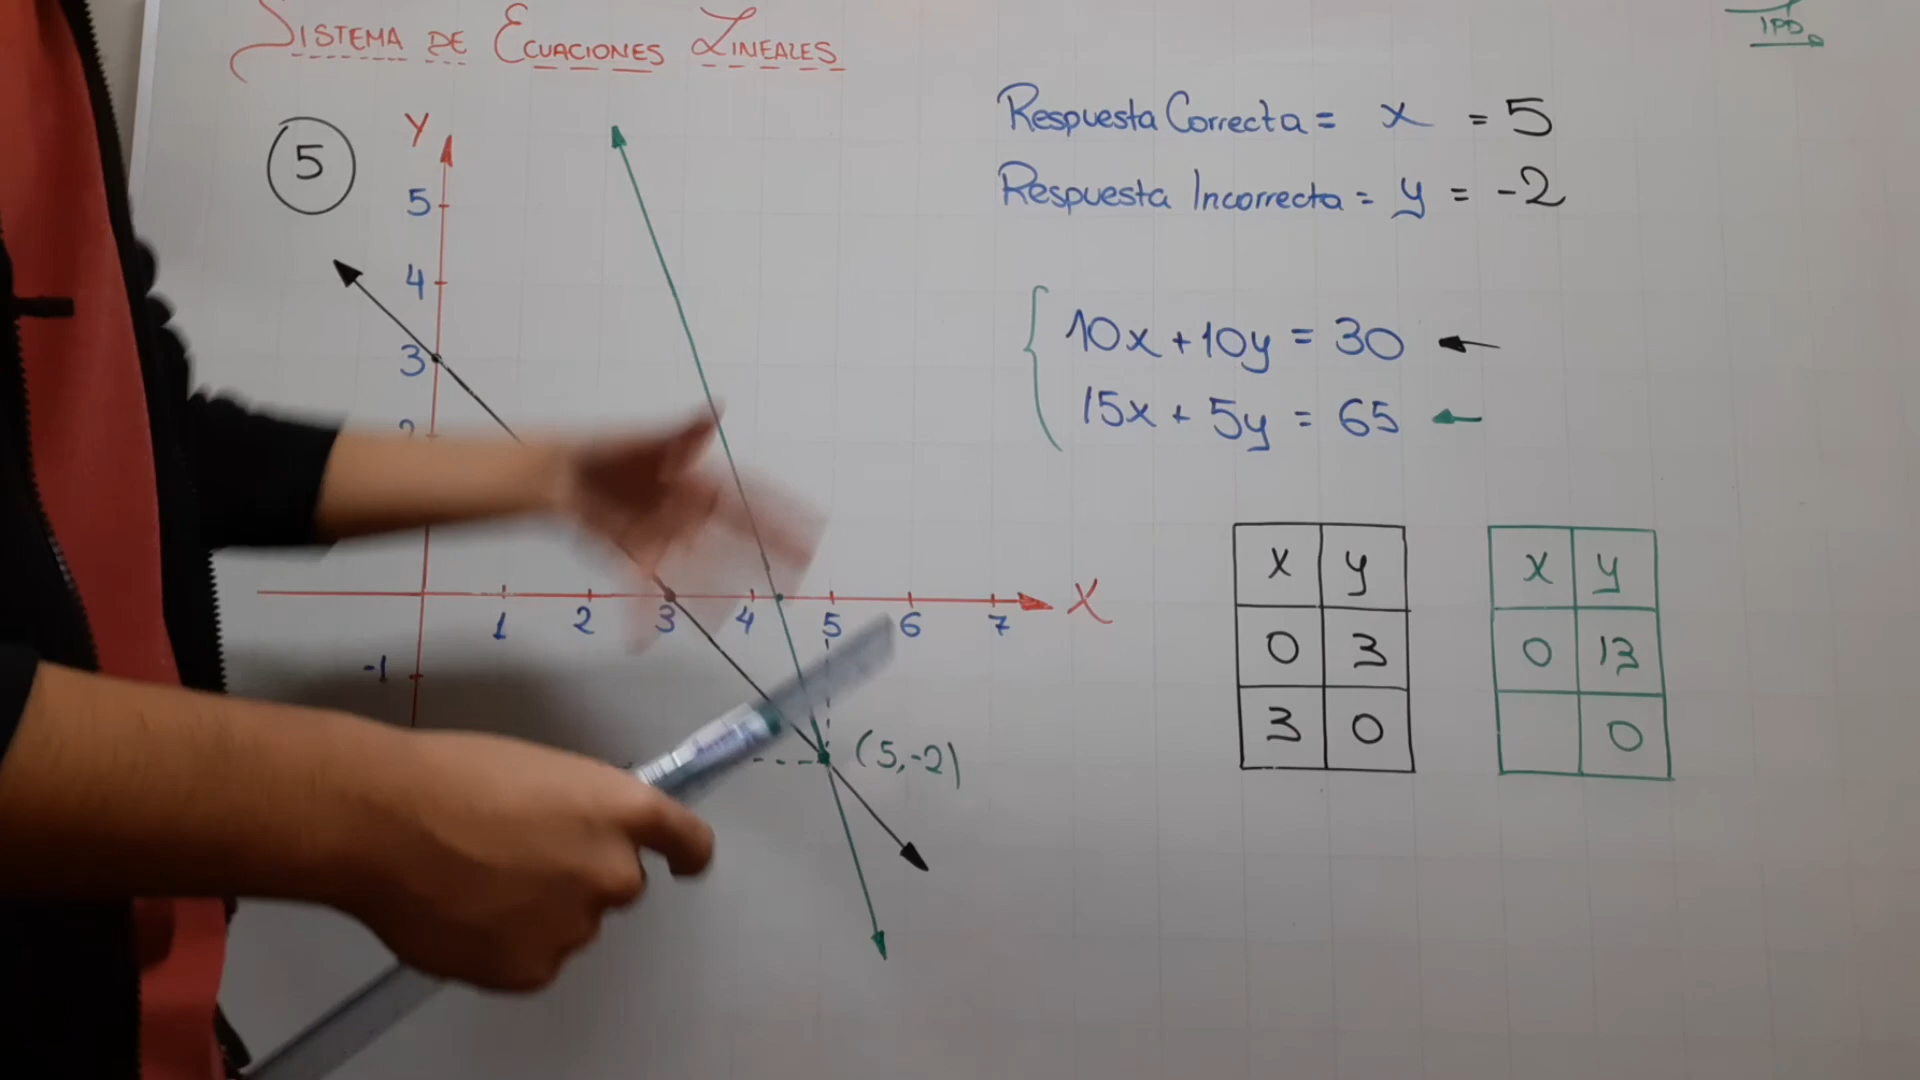 SISTEMA DE ECUACIONES LINEALES
IPD
5
Y
5
4
3
2
-1
1 2 3 4 5 6 7
X
(5,-2)
Respuesta Correcta = x = 5
Respuesta Incorrecta = y = -2
10x + 10y = 30
15x + 5y = 65
x y
0 3
3 0
x y
0 13
0